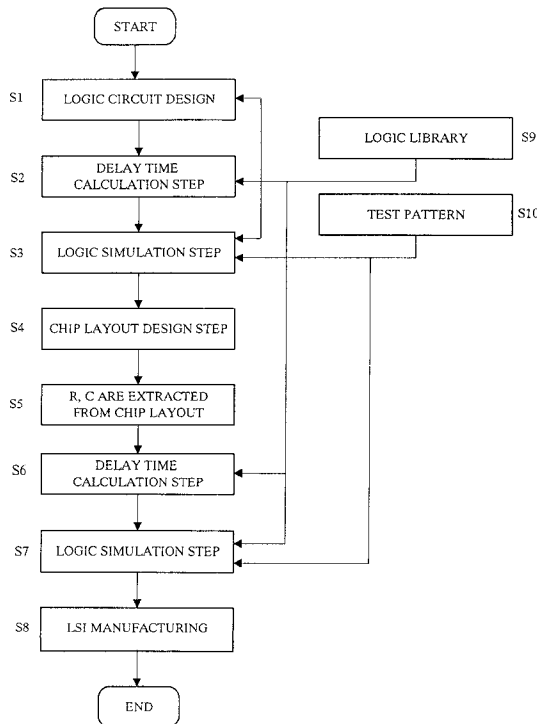 START
S1
LOGIC CIRCUIT DESIGN
LOGIC LIBRARY
S9
S2
DELAY TIME
CALCULATION STEP
TEST PATTERN
S10
S3
LOGIC SIMULATION STEP
S4
CHIP LAYOUT DESIGN STEP
S5
R, C ARE EXTRACTED
FROM CHIP LAYOUT
S6
DELAY TIME
CALCULATION STEP
S7
LOGIC SIMULATION STEP
S8
LSI MANUFACTURING
END